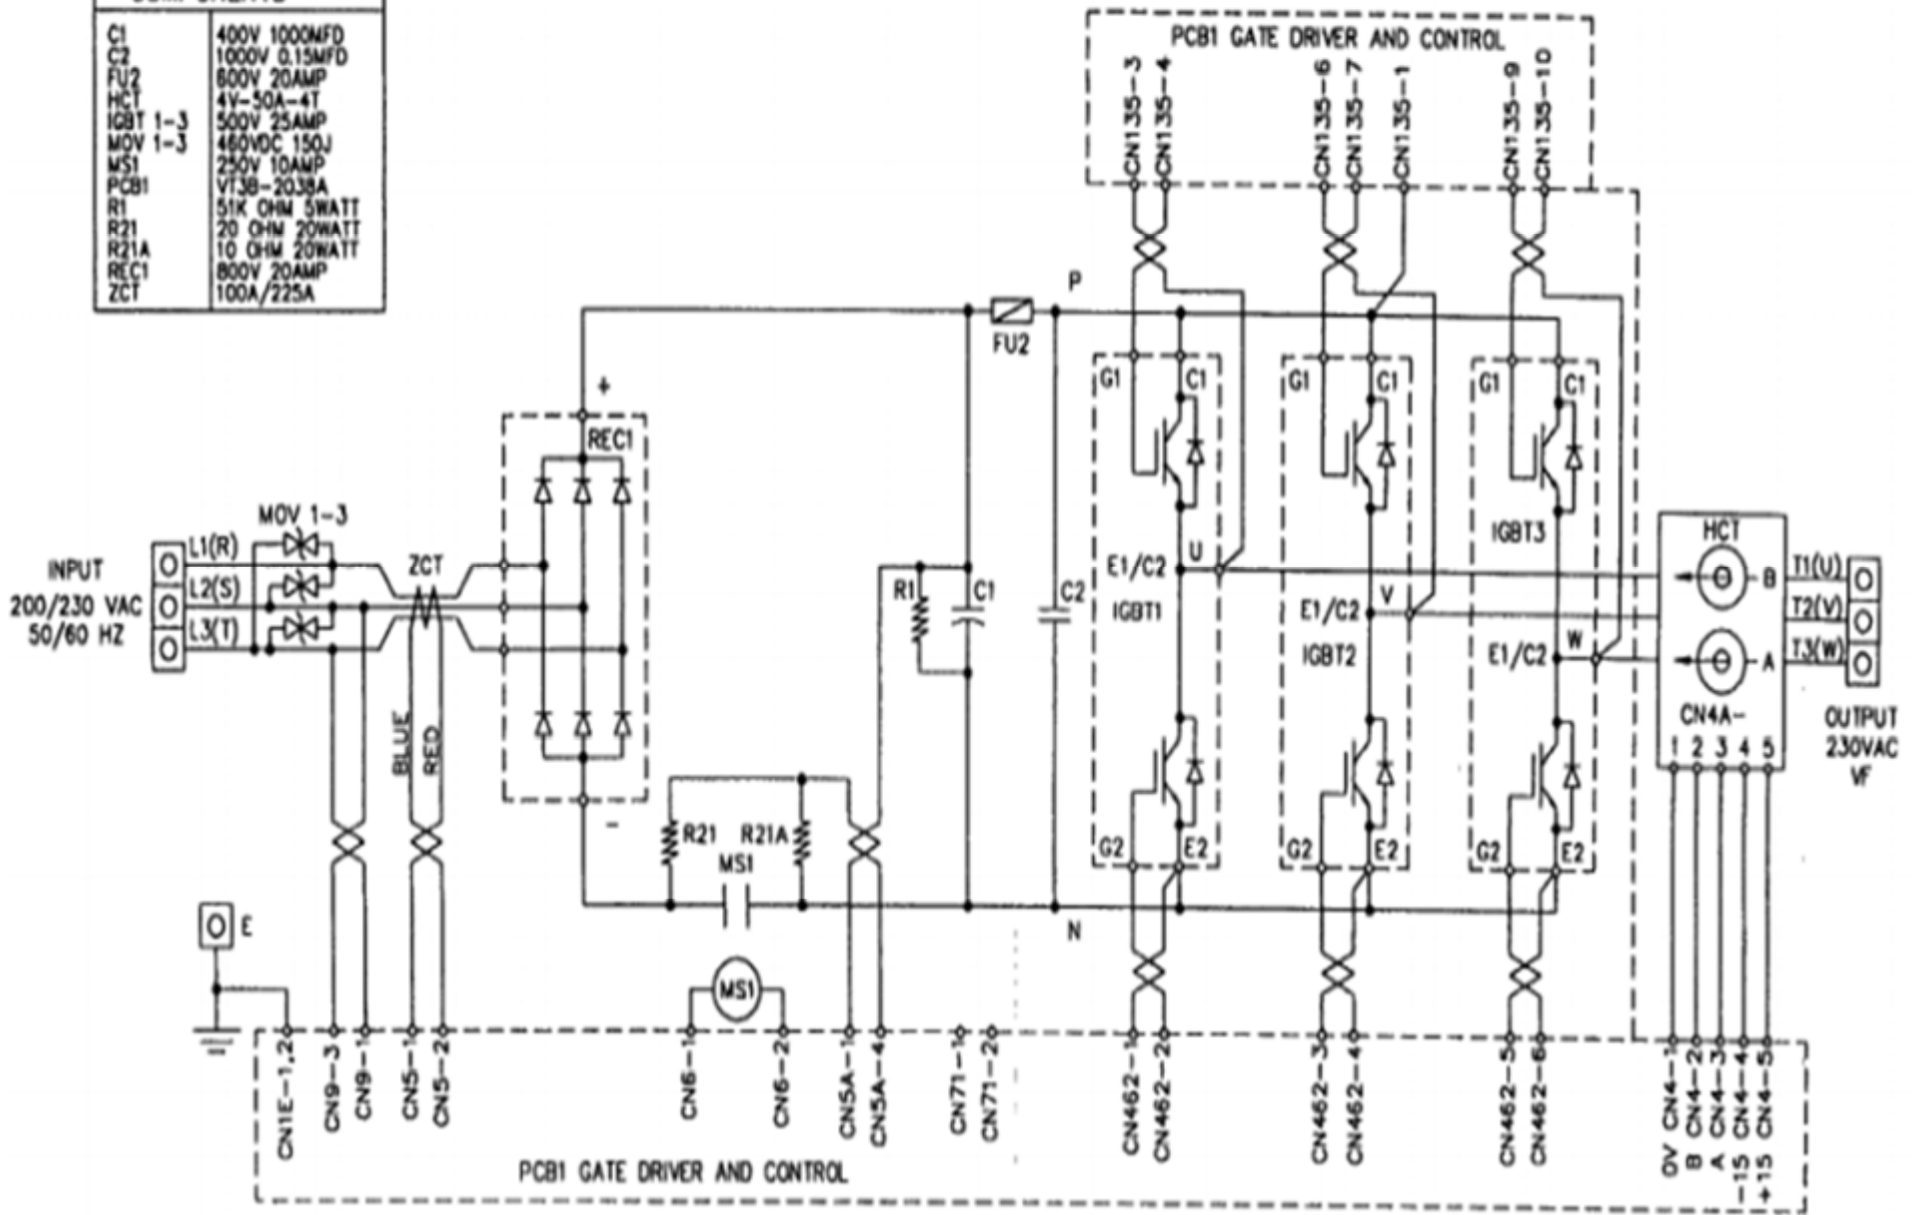 C1 400V 1000MFD
C2 1000V 0.15MFD
FU2 600V 20AMP
HCT 4V-50A-4T
IGBT 1-3 500V 25AMP
MOV 1-3 460VDC 150J
MS1 250V 10AMP
PCB1 VT3B-2038A
R1 51K OHM 5WATT
R21 20 OHM 20WATT
R21A 10 OHM 20WATT
REC1 800V 20AMP
ZCT 100A/225A
PCB1 GATE DRIVER AND CONTROL
CN135-3
CN135-4
CN135-6
CN135-7
CN135-1
CN135-9
CN135-10
P
FU2
+
REC1
-
G1 C1
G1 C1
G1 C1
MOV 1-3
INPUT
200/230 VAC
50/60 HZ
L1(R)
L2(S)
L3(T)
ZCT
BLUE
RED
R1
C1
C2
E1/C2 U
IGBT1
E1/C2 V
IGBT2
IGBT3
E1/C2 W
HCT
B
A
CN4A-
1 2 3 4 5
T1(U)
T2(V)
T3(W)
OUTPUT
230VAC
VF
R21
R21A
MS1
G2 E2
G2 E2
G2 E2
N
E
MS1
CN1E-1,2
CN9-3
CN9-1
CN5-1
CN5-2
CN6-1
CN6-2
CN5A-1
CN5A-4
CN71-1
CN71-2
CN462-1
CN462-2
CN462-3
CN462-4
CN462-5
CN462-6
0V CN4-1
B CN4-2
A CN4-3
-15 CN4-4
+15 CN4-5
PCB1 GATE DRIVER AND CONTROL